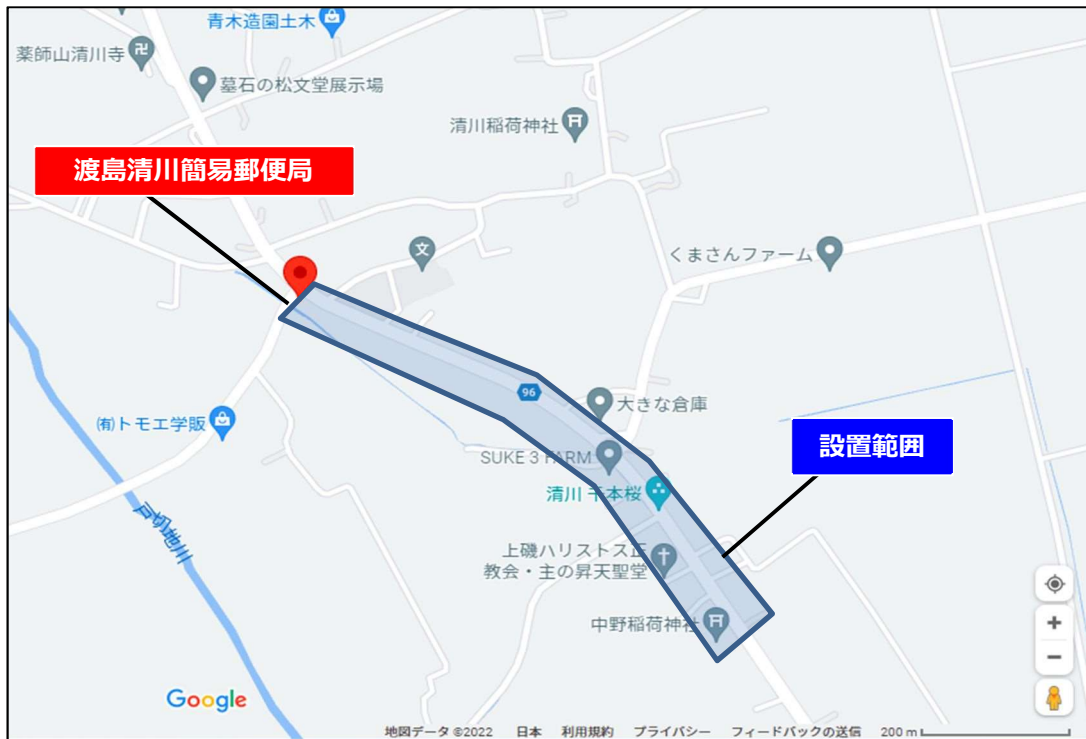 青木造園土木
薬師山清川寺
墓石の松文堂展示場
清川稲荷神社
渡島清川簡易郵便局
文
くまさんファーム
96
大きな倉庫
㈲トモエ学販
設置範囲
SUKE 3 FARM
清川 千本桜
戸切地川
上磯ハリストス正
教会・主の昇天聖堂
中野稲荷神社
Google
地図データ ©2022 日本 利用規約 プライバシー フィードバックの送信 200 m